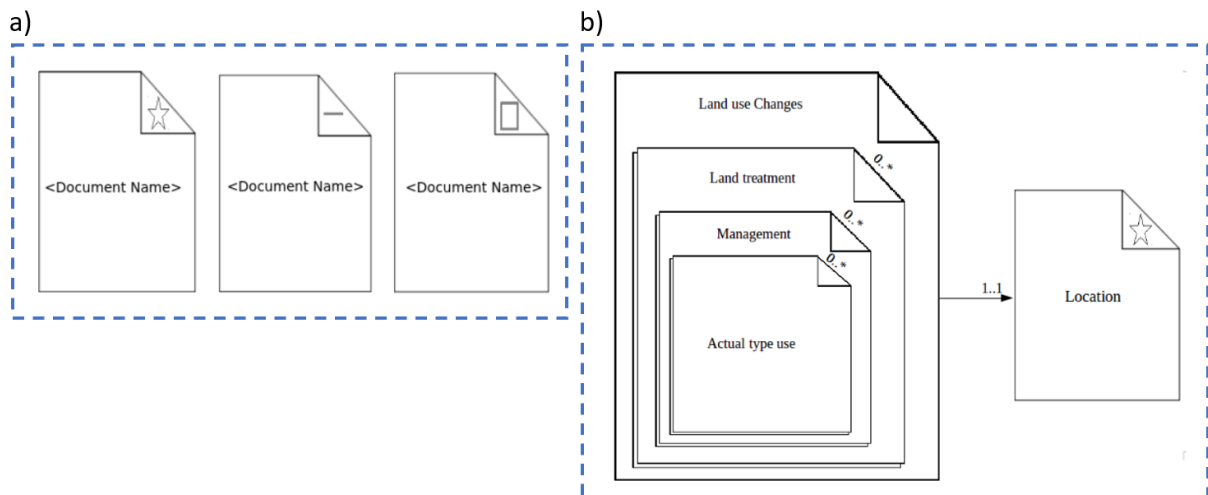 a)
<Document Name>
<Document Name>
<Document Name>
b)
Land use Changes
0..*
Land treatment
0..*
Management
0..*
Actual type use
1..1
Location